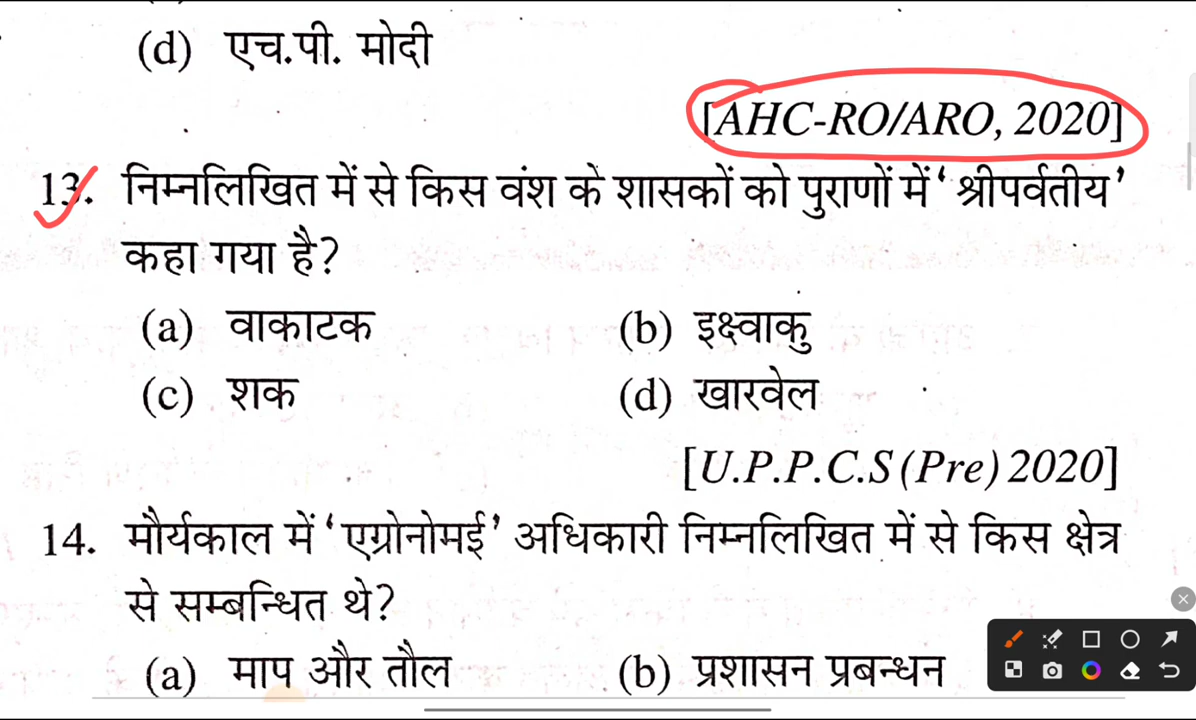 (d) एच.पी. मोदी
[AHC-RO/ARO, 2020]
13. निम्नलिखित में से किस वंश के शासकों को पुराणों में ‘श्रीपर्वतीय’
कहा गया है?
(a) वाकाटक (b) इक्ष्वाकु
(c) शक (d) खारवेल
[U.P.P.C.S (Pre) 2020]
14. मौर्यकाल में ‘एग्रोनोमई’ अधिकारी निम्नलिखित में से किस क्षेत्र
से सम्बन्धित थे?
(a) माप और तौल (b) प्रशासन प्रबन्धन